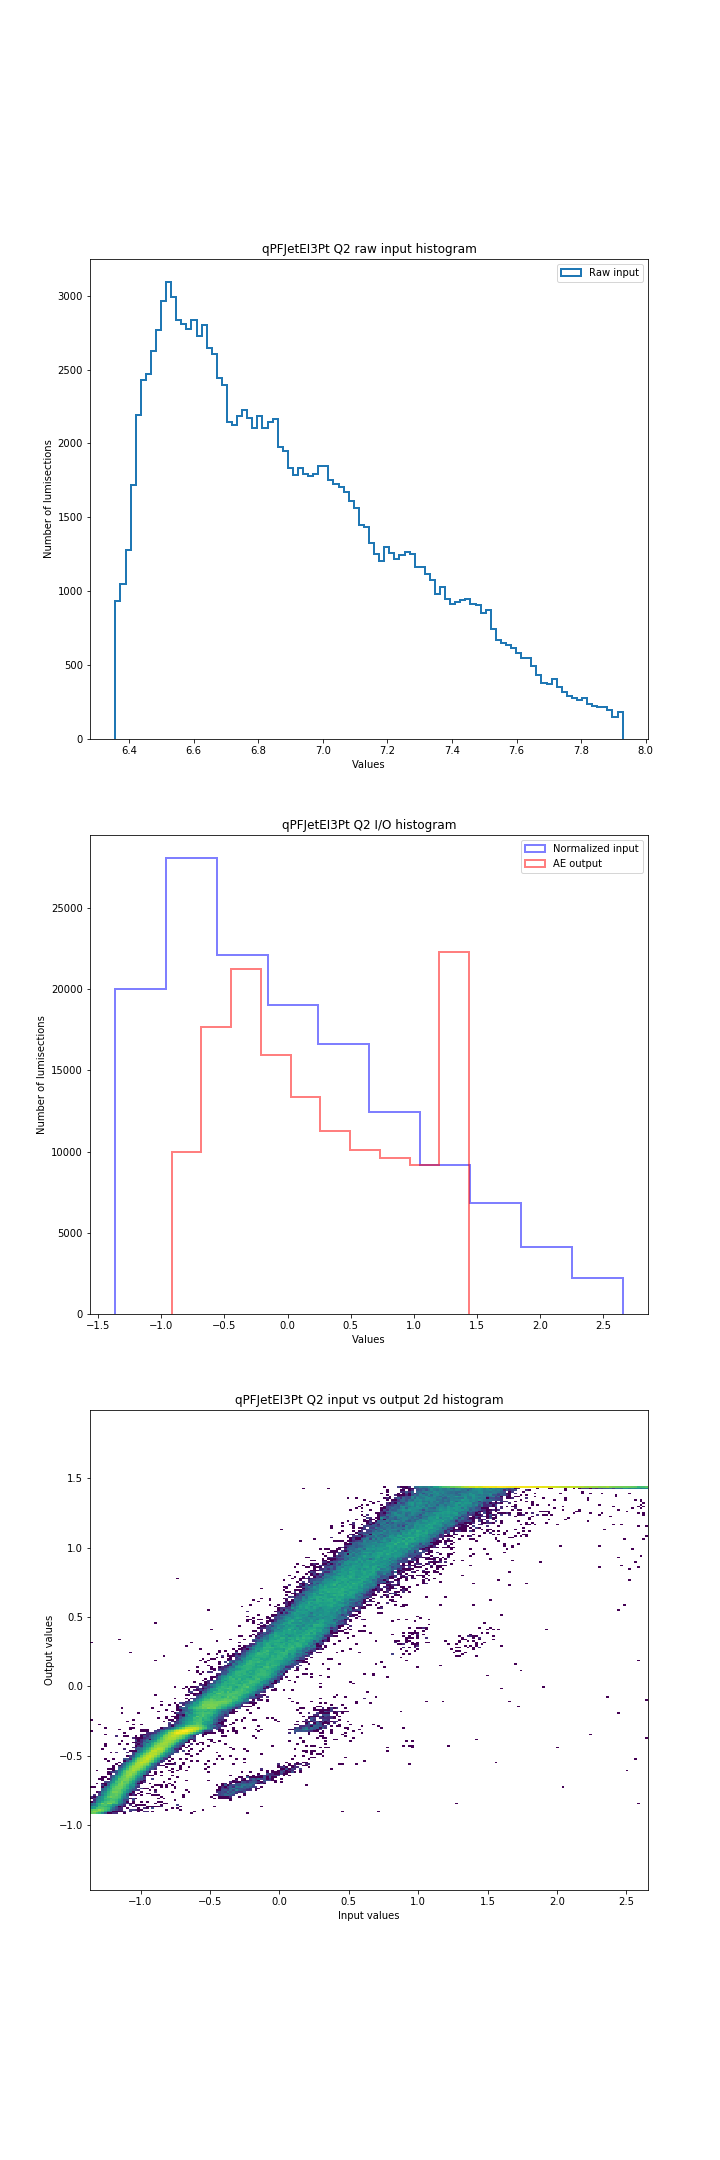 qPFJetEI3Pt Q2 raw input histogram
Raw input
3000
2500
2000
1500
1000
500
0
Number of lumisections
6.4 6.6 6.8 7.0 7.2 7.4 7.6 7.8 8.0
Values
qPFJetEI3Pt Q2 I/O histogram
Normalized input
AE output
25000
20000
15000
10000
5000
0
Number of lumisections
−1.5 −1.0 −0.5 0.0 0.5 1.0 1.5 2.0 2.5
Values
qPFJetEI3Pt Q2 input vs output 2d histogram
1.5
1.0
0.5
0.0
−0.5
−1.0
Output values
−1.0 −0.5 0.0 0.5 1.0 1.5 2.0 2.5
Input values